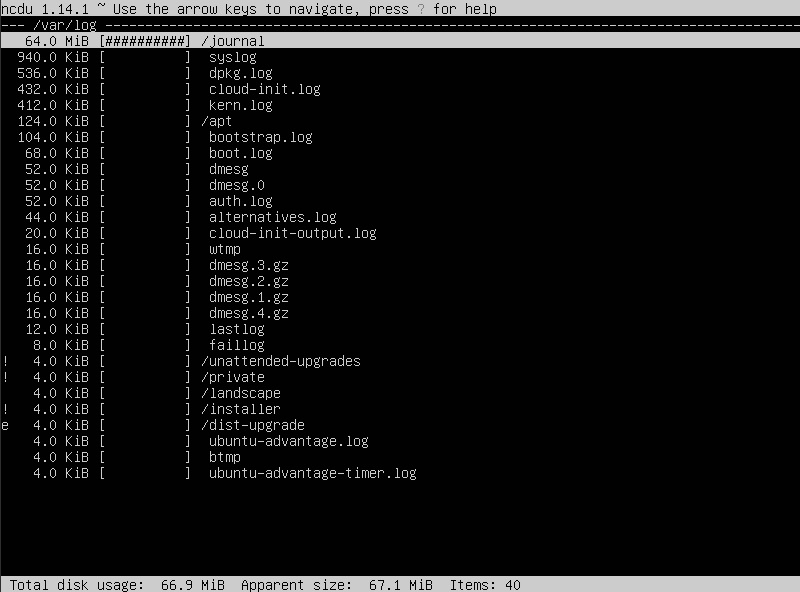 ncdu 1.14.1 ~ Use the arrow keys to navigate, press ? for help
--- /var/log ---------------------------------------------------------------------------------------
   64.0 MiB [##########] /journal
  940.0 KiB [          ]  syslog
  536.0 KiB [          ]  dpkg.log
  432.0 KiB [          ]  cloud-init.log
  412.0 KiB [          ]  kern.log
  124.0 KiB [          ] /apt
  104.0 KiB [          ]  bootstrap.log
   68.0 KiB [          ]  boot.log
   52.0 KiB [          ]  dmesg
   52.0 KiB [          ]  dmesg.0
   52.0 KiB [          ]  auth.log
   44.0 KiB [          ]  alternatives.log
   20.0 KiB [          ]  cloud-init-output.log
   16.0 KiB [          ]  wtmp
   16.0 KiB [          ]  dmesg.3.gz
   16.0 KiB [          ]  dmesg.2.gz
   16.0 KiB [          ]  dmesg.1.gz
   16.0 KiB [          ]  dmesg.4.gz
   12.0 KiB [          ]  lastlog
    8.0 KiB [          ]  faillog
!   4.0 KiB [          ] /unattended-upgrades
!   4.0 KiB [          ] /private
    4.0 KiB [          ] /landscape
!   4.0 KiB [          ] /installer
e   4.0 KiB [          ] /dist-upgrade
    4.0 KiB [          ]  ubuntu-advantage.log
    4.0 KiB [          ]  btmp
    4.0 KiB [          ]  ubuntu-advantage-timer.log
Total disk usage:  66.9 MiB  Apparent size:  67.1 MiB  Items: 40